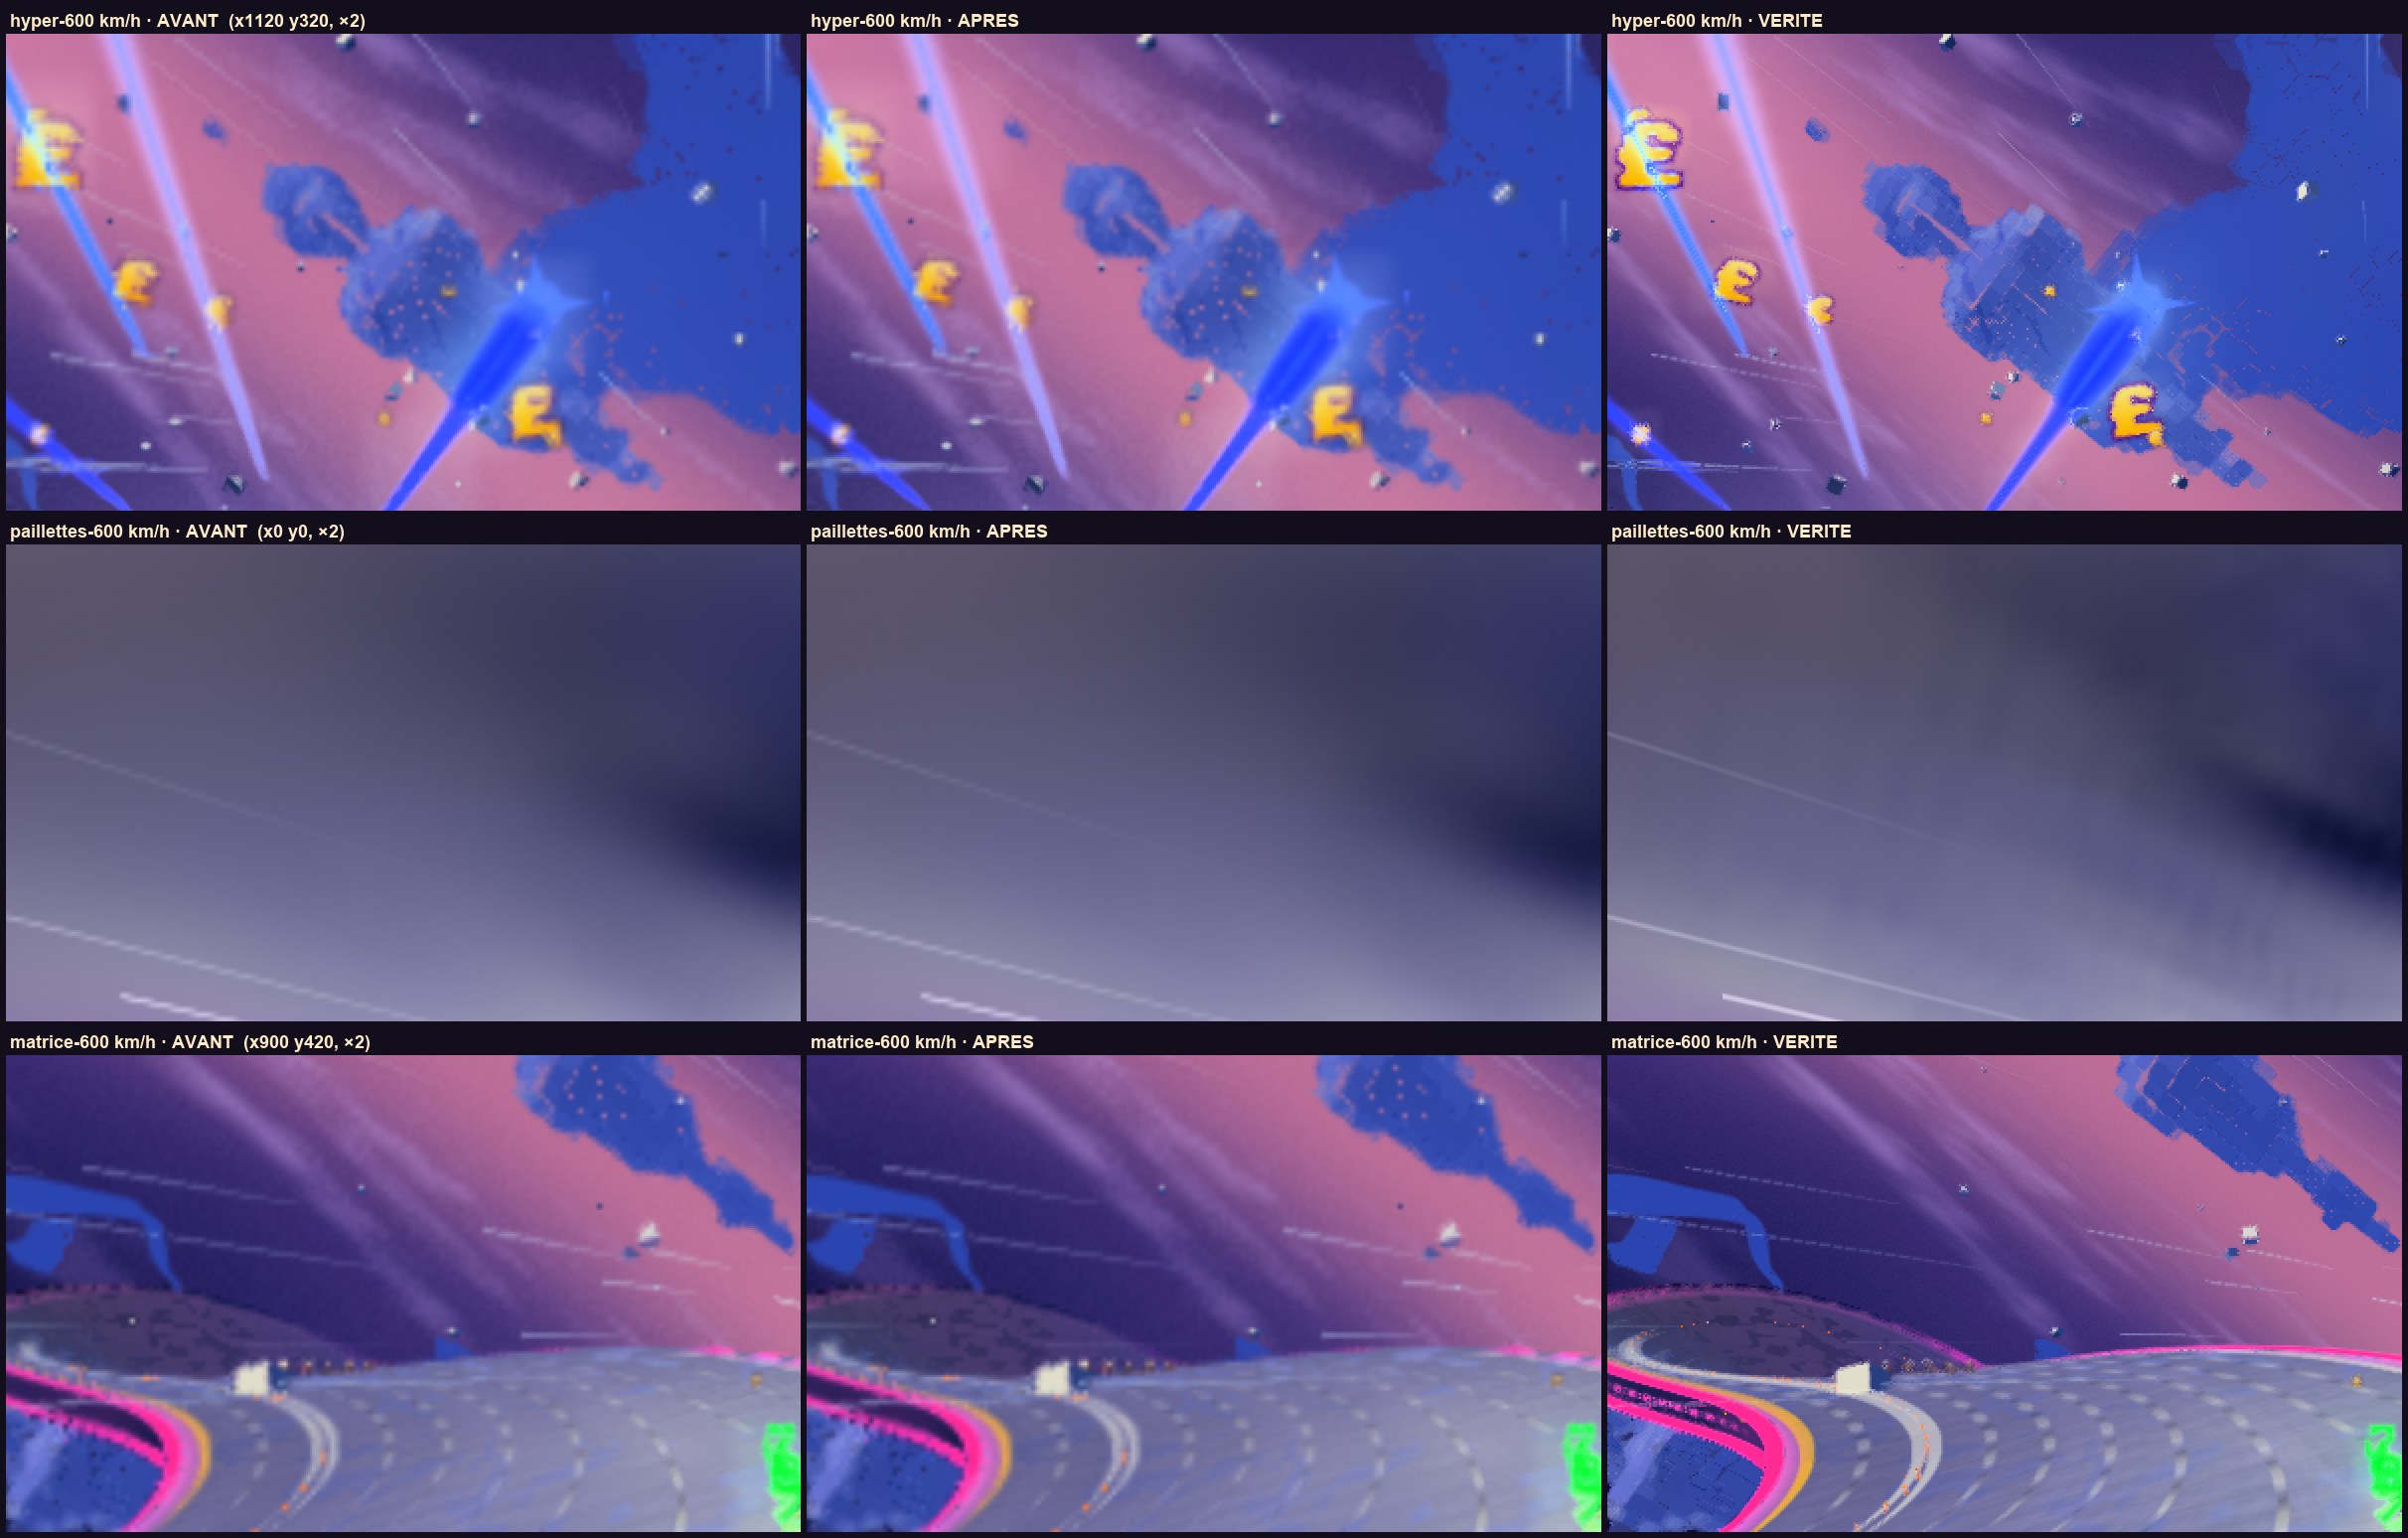 hyper-600 km/h · AVANT (x1120 y320, ×2)
hyper-600 km/h · APRES
hyper-600 km/h · VERITE
£
£
£
£
£
£
£
£
£
paillettes-600 km/h · AVANT (x0 y0, ×2)
paillettes-600 km/h · APRES
paillettes-600 km/h · VERITE
matrice-600 km/h · AVANT (x900 y420, ×2)
matrice-600 km/h · APRES
matrice-600 km/h · VERITE